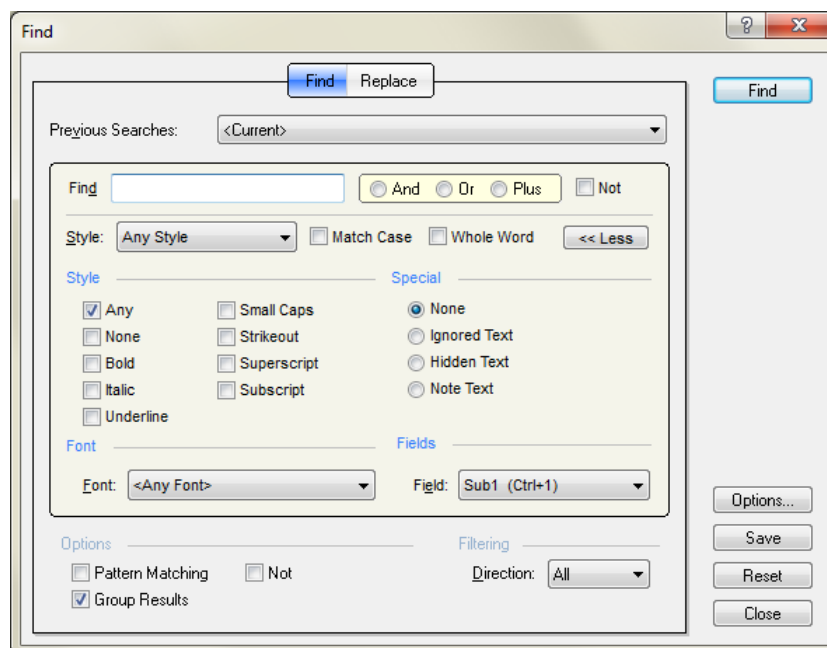 Find
Find Replace
Find
Previous Searches: <Current>
Find And Or Plus Not
Style: Any Style Match Case Whole Word << Less
Style Special
Any Small Caps None
None Strikeout Ignored Text
Bold Superscript Hidden Text
Italic Subscript Note Text
Underline
Font Fields
Font: <Any Font> Field: Sub1 (Ctrl+1)
Options...
Options Filtering
Save
Pattern Matching Not Direction: All
Reset
Group Results
Close